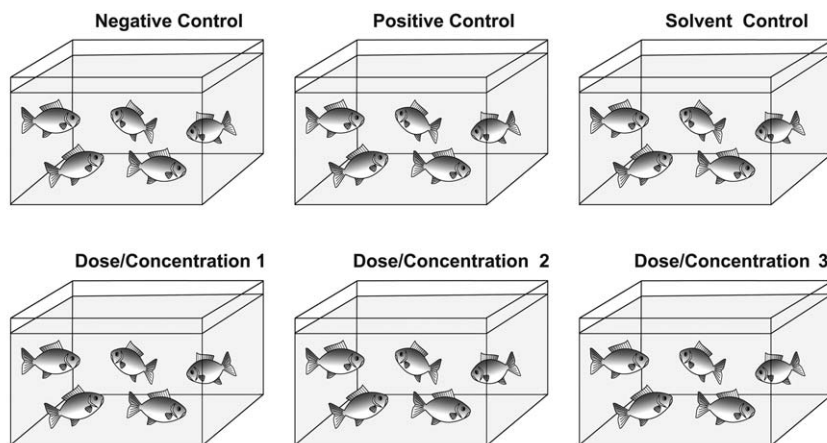 Negative Control
Positive Control
Solvent Control
Dose/Concentration 1
Dose/Concentration 2
Dose/Concentration 3